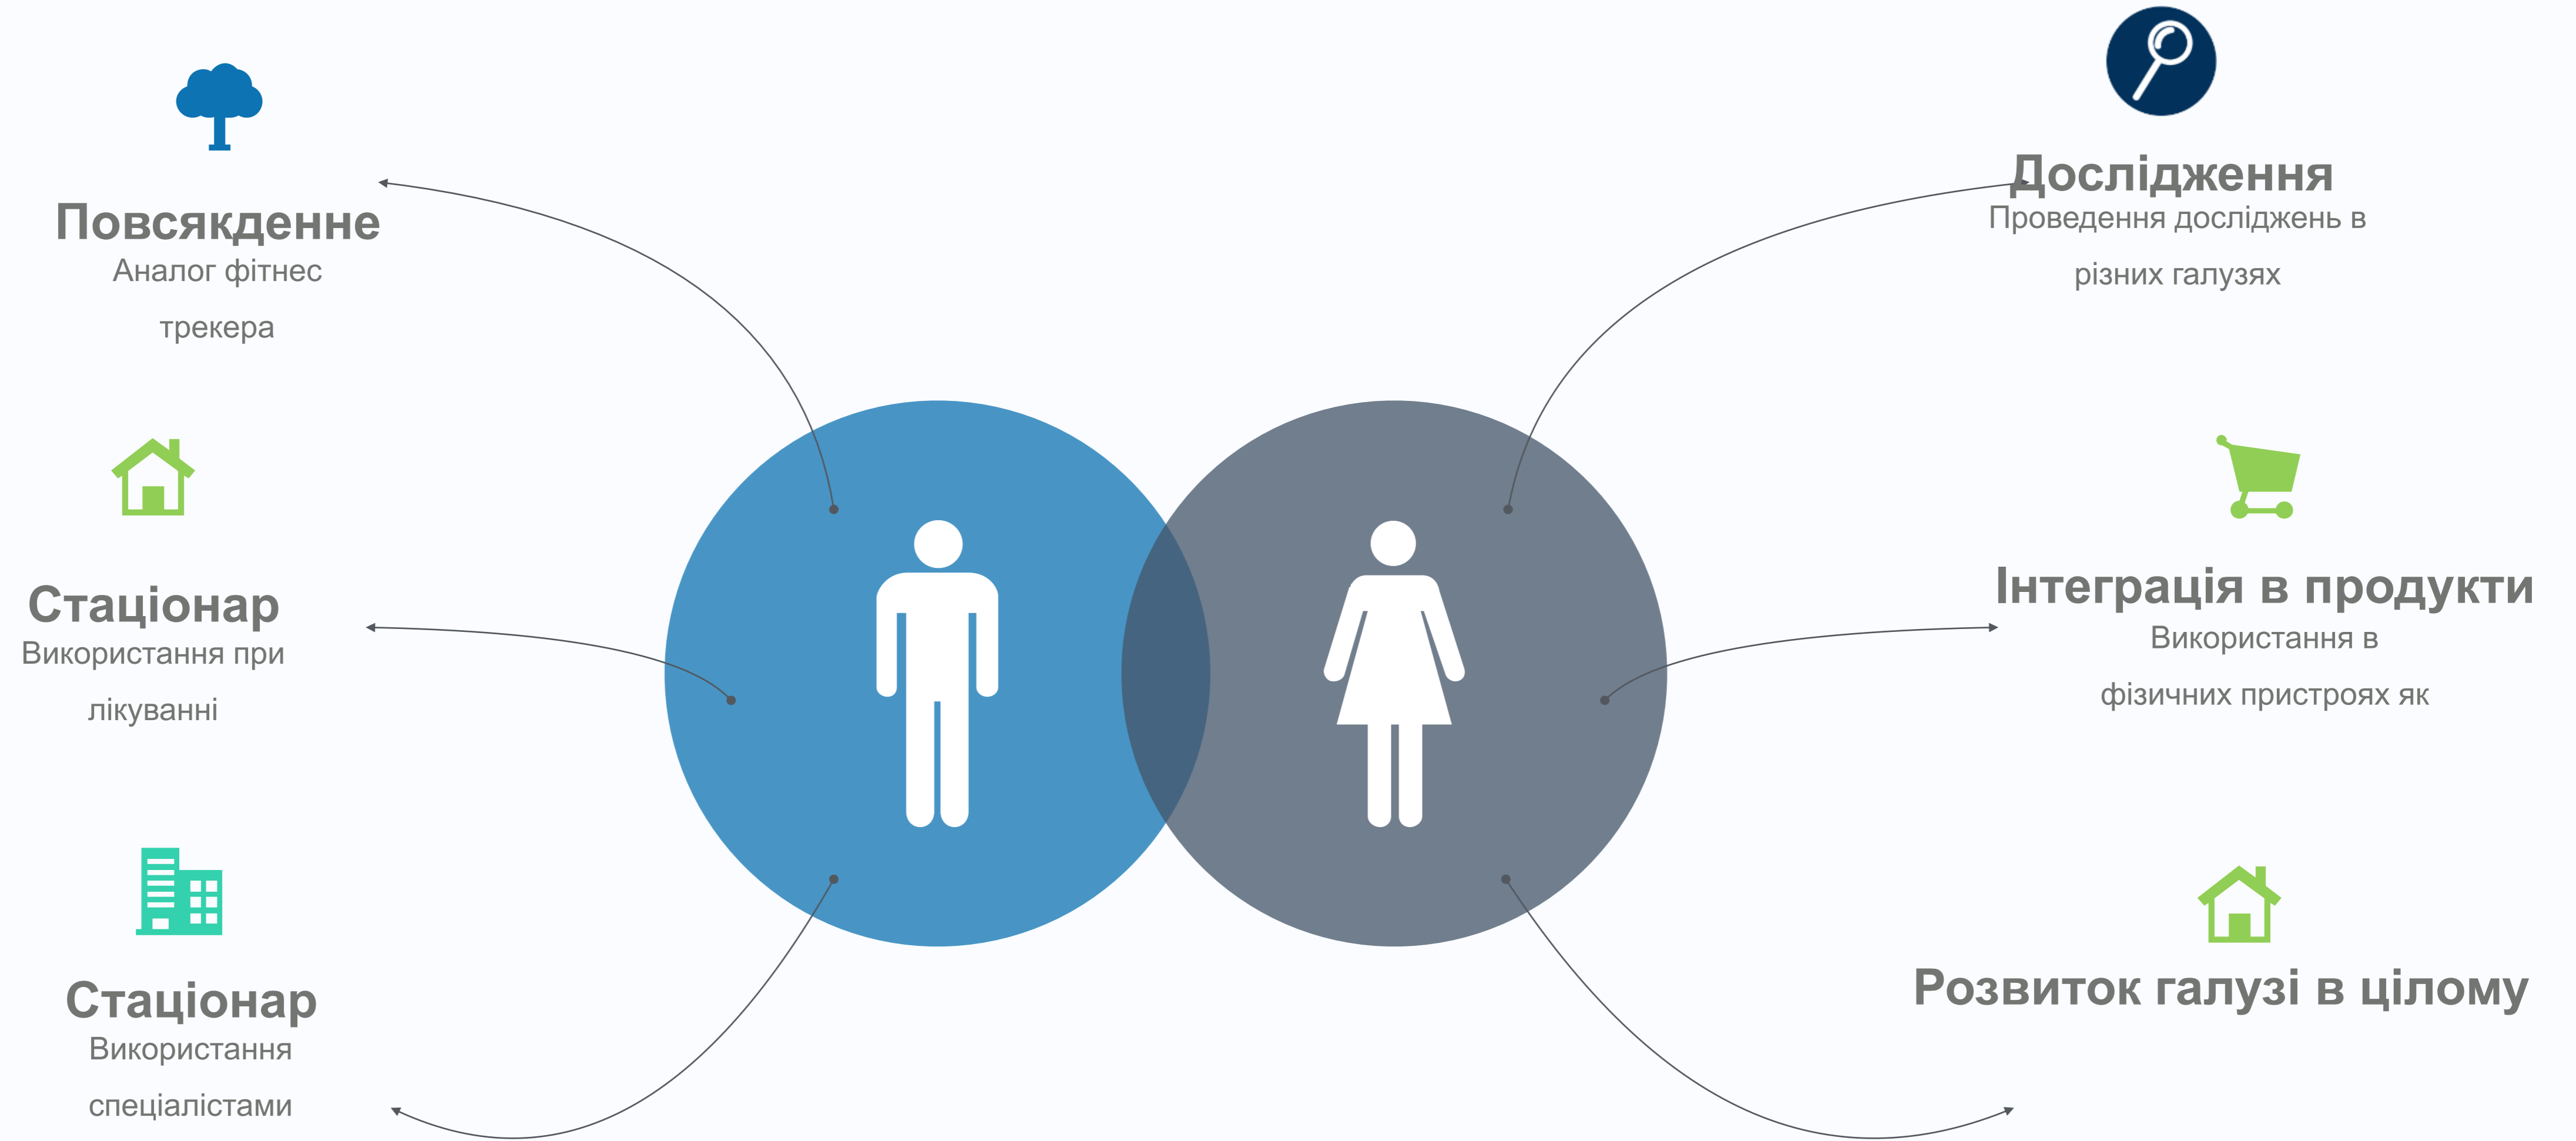 Повсякденне
Аналог фітнес
трекера
Стаціонар
Використання при
лікуванні
Стаціонар
Використання
спеціалістами
Дослідження
Проведення досліджень в
різних галузях
Інтеграція в продукти
Використання в
фізичних пристроях як
Розвиток галузі в цілому